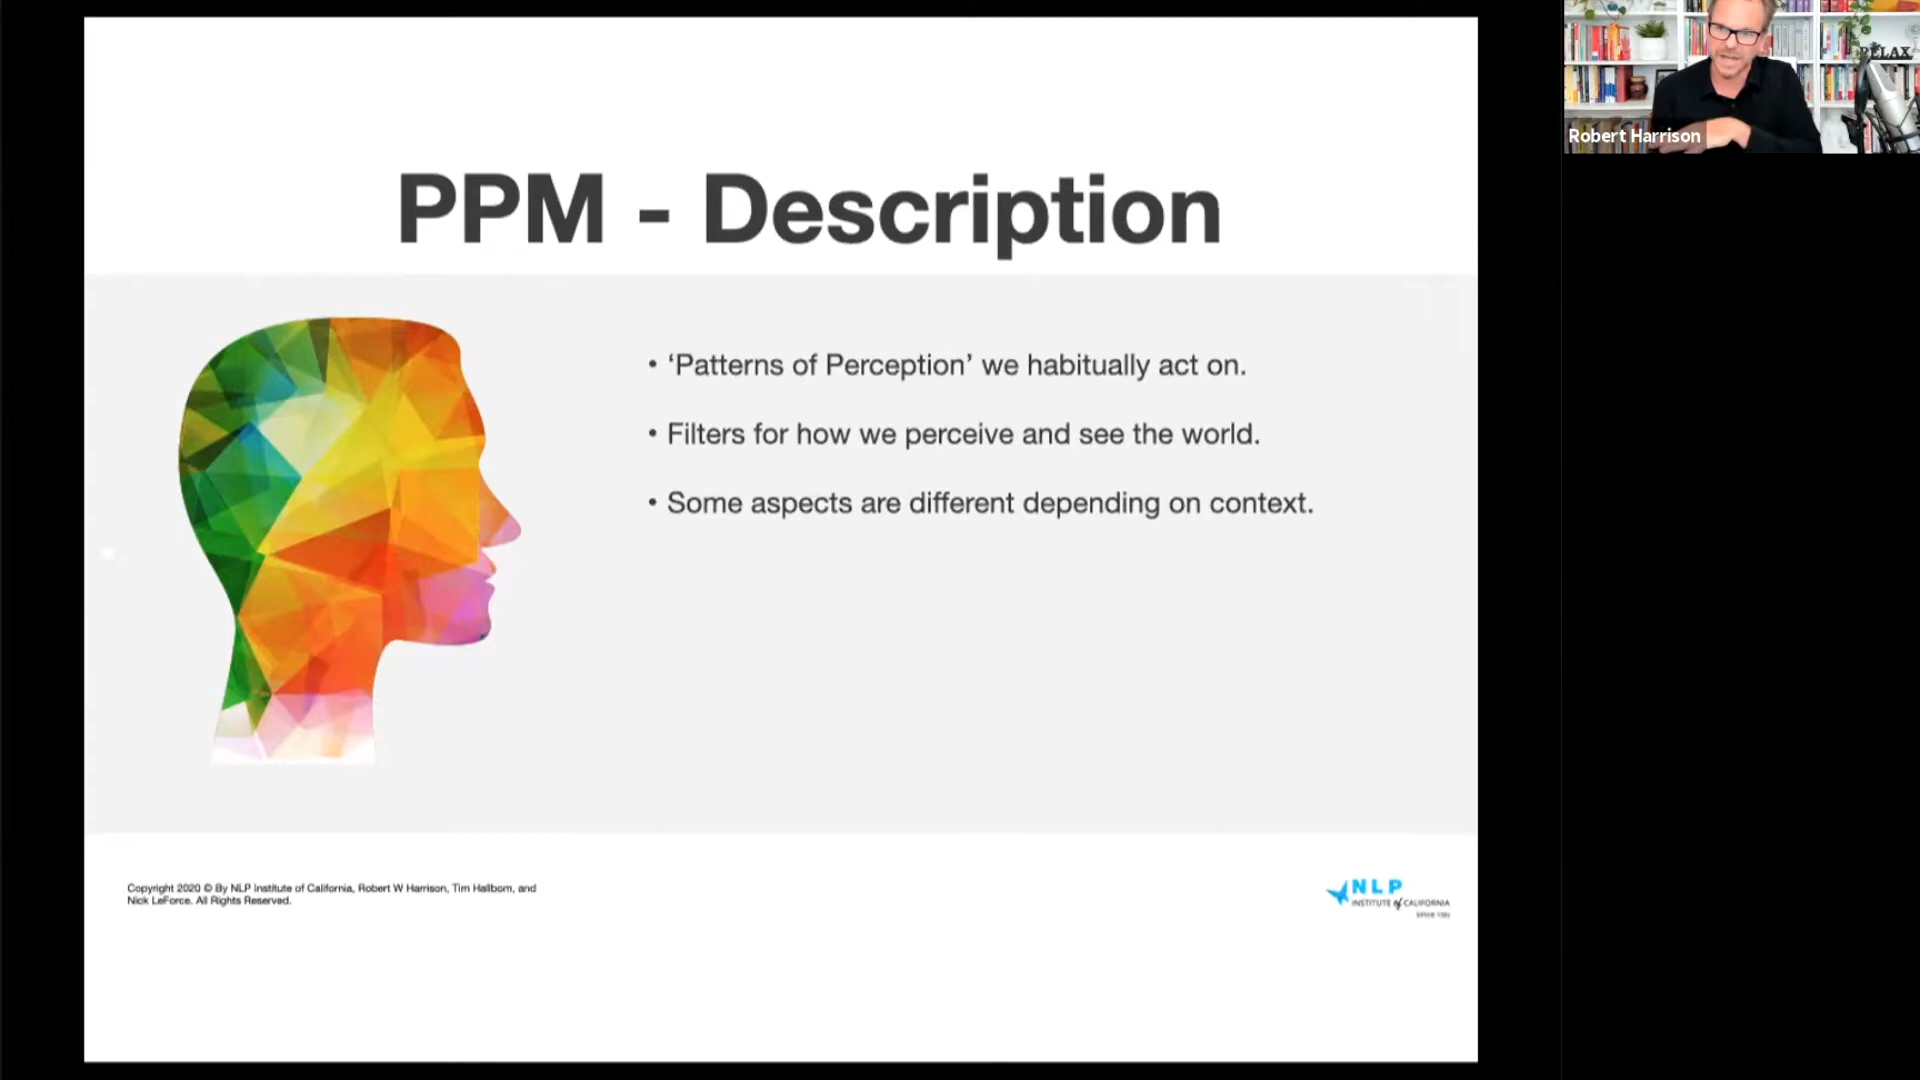 PPM - Description
• ‘Patterns of Perception’ we habitually act on.
• Filters for how we perceive and see the world.
• Some aspects are different depending on context.
Copyright 2020 © By NLP Institute of California, Robert W Harrison, Tim Hallbom, and
Nick LeForce. All Rights Reserved.
NLP
INSTITUTE of CALIFORNIA
RELAX
Robert Harrison